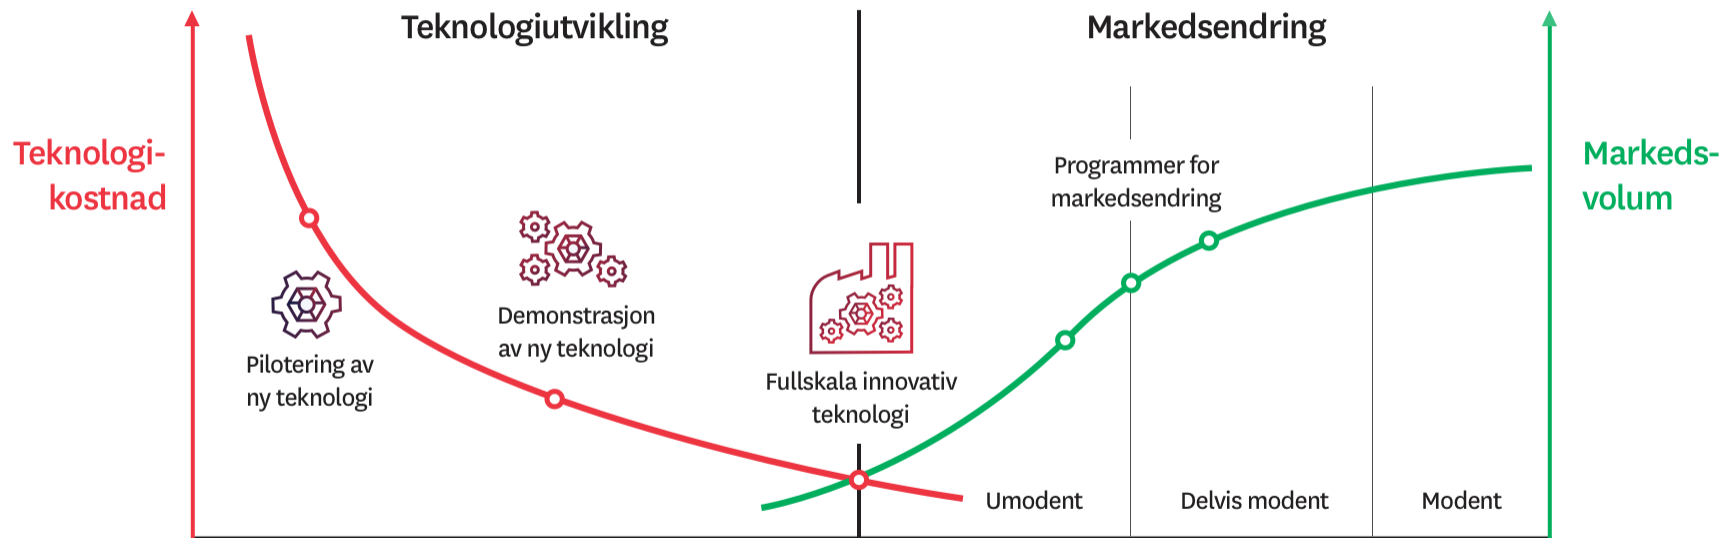 Teknologiutvikling
Markedsendring
Teknologi-
kostnad
Markeds-
volum
Programmer for
markedsendring
Demonstrasjon
av ny teknologi
Pilotering av
ny teknologi
Fullskala innovativ
teknologi
Umodent
Delvis modent
Modent